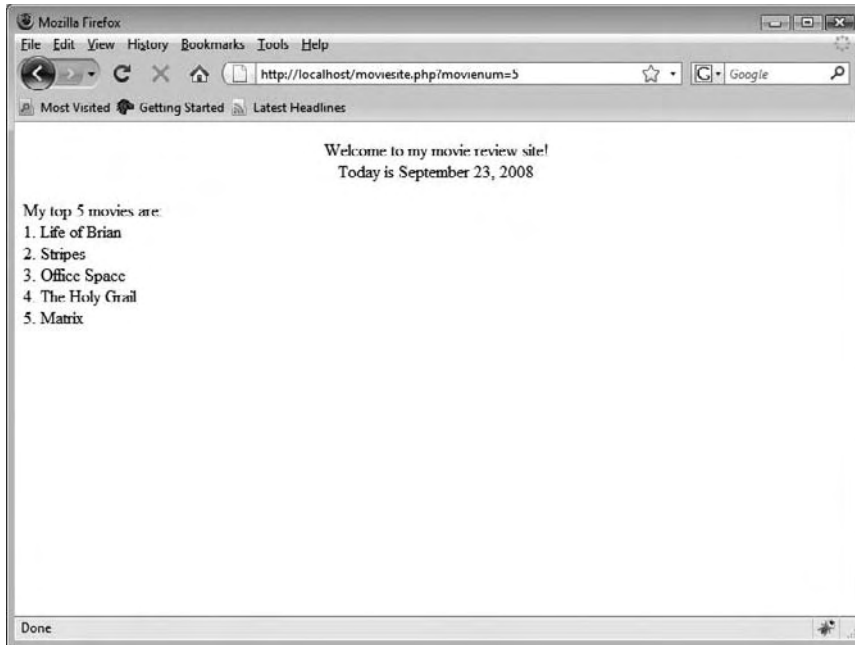 Mozilla Firefox
File Edit View History Bookmarks Tools Help
http://localhost/moviesite.php?movienum=5
G Google
Most Visited Getting Started Latest Headlines
Welcome to my movie review site!
Today is September 23, 2008
My top 5 movies are:
1. Life of Brian
2. Stripes
3. Office Space
4. The Holy Grail
5. Matrix
Done